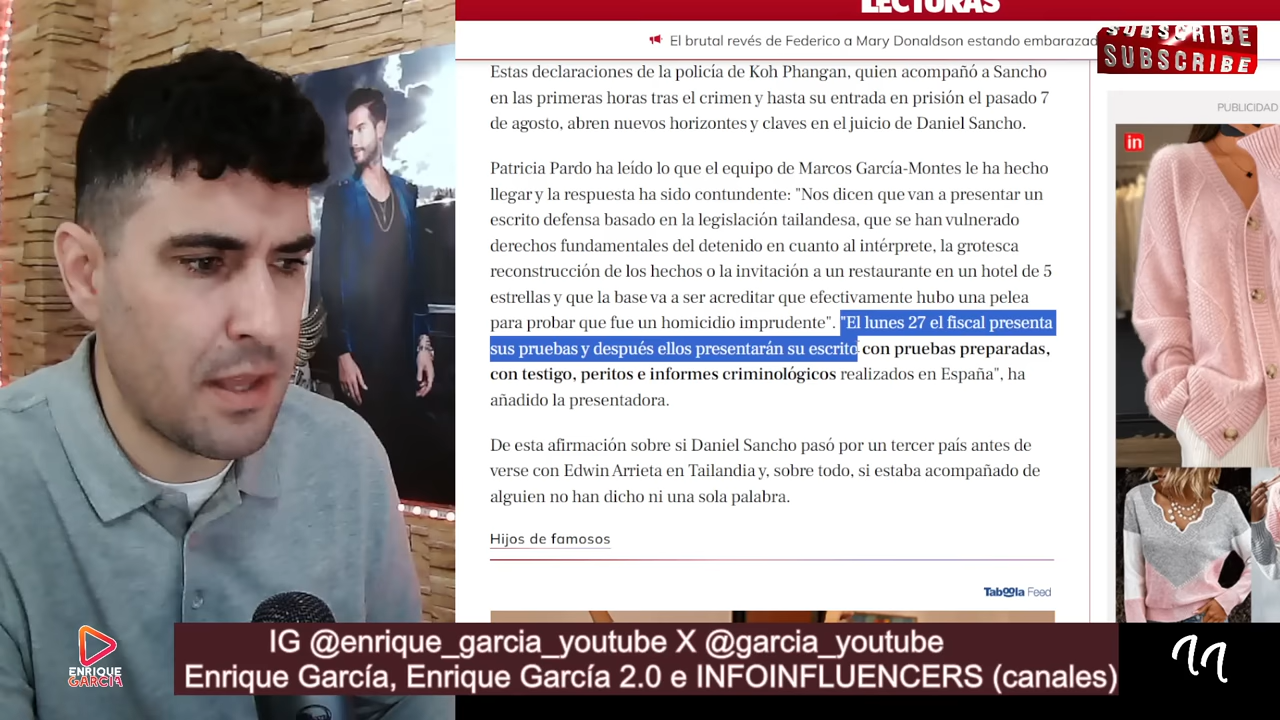 LECTURAS
El brutal revés de Federico a Mary Donaldson estando embarazad
SUBSCRIBE
SUBSCRIBE
Estas declaraciones de la policía de Koh Phangan, quien acompañó a Sancho
en las primeras horas tras el crimen y hasta su entrada en prisión el pasado 7
de agosto, abren nuevos horizontes y claves en el juicio de Daniel Sancho.
PUBLICIDAD
in
Patricia Pardo ha leído lo que el equipo de Marcos García-Montes le ha hecho
llegar y la respuesta ha sido contundente: "Nos dicen que van a presentar un
escrito defensa basado en la legislación tailandesa, que se han vulnerado
derechos fundamentales del detenido en cuanto al intérprete, la grotesca
reconstrucción de los hechos o la invitación a un restaurante en un hotel de 5
estrellas y que la base va a ser acreditar que efectivamente hubo una pelea
para probar que fue un homicidio imprudente". "El lunes 27 el fiscal presenta
sus pruebas y después ellos presentarán su escrito con pruebas preparadas,
con testigo, peritos e informes criminológicos realizados en España", ha
añadido la presentadora.
De esta afirmación sobre si Daniel Sancho pasó por un tercer país antes de
verse con Edwin Arrieta en Tailandia y, sobre todo, si estaba acompañado de
alguien no han dicho ni una sola palabra.
Hijos de famosos
Taboola Feed
IG @enrique_garcia_youtube X @garcia_youtube
Enrique García, Enrique García 2.0 e INFOINFLUENCERS (canales)
ENRIQUE
GARCÍA